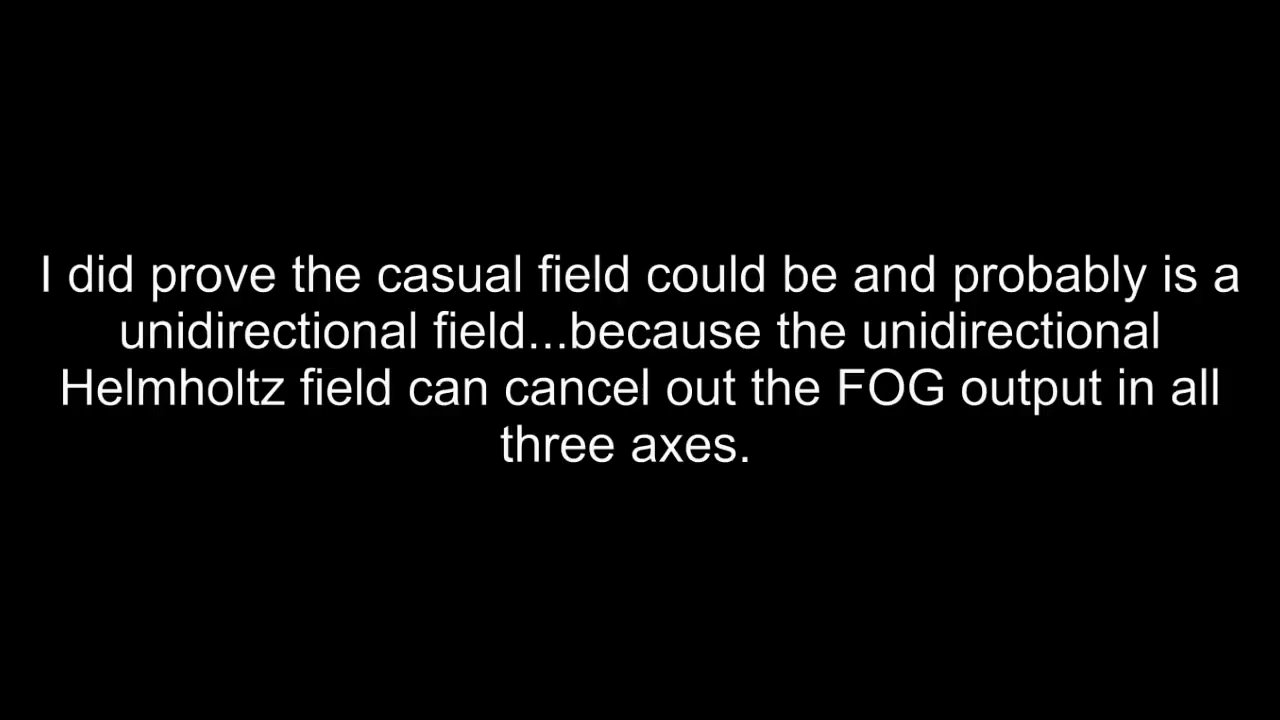 I did prove the casual field could be and probably is a
unidirectional field...because the unidirectional
Helmholtz field can cancel out the FOG output in all
three axes.